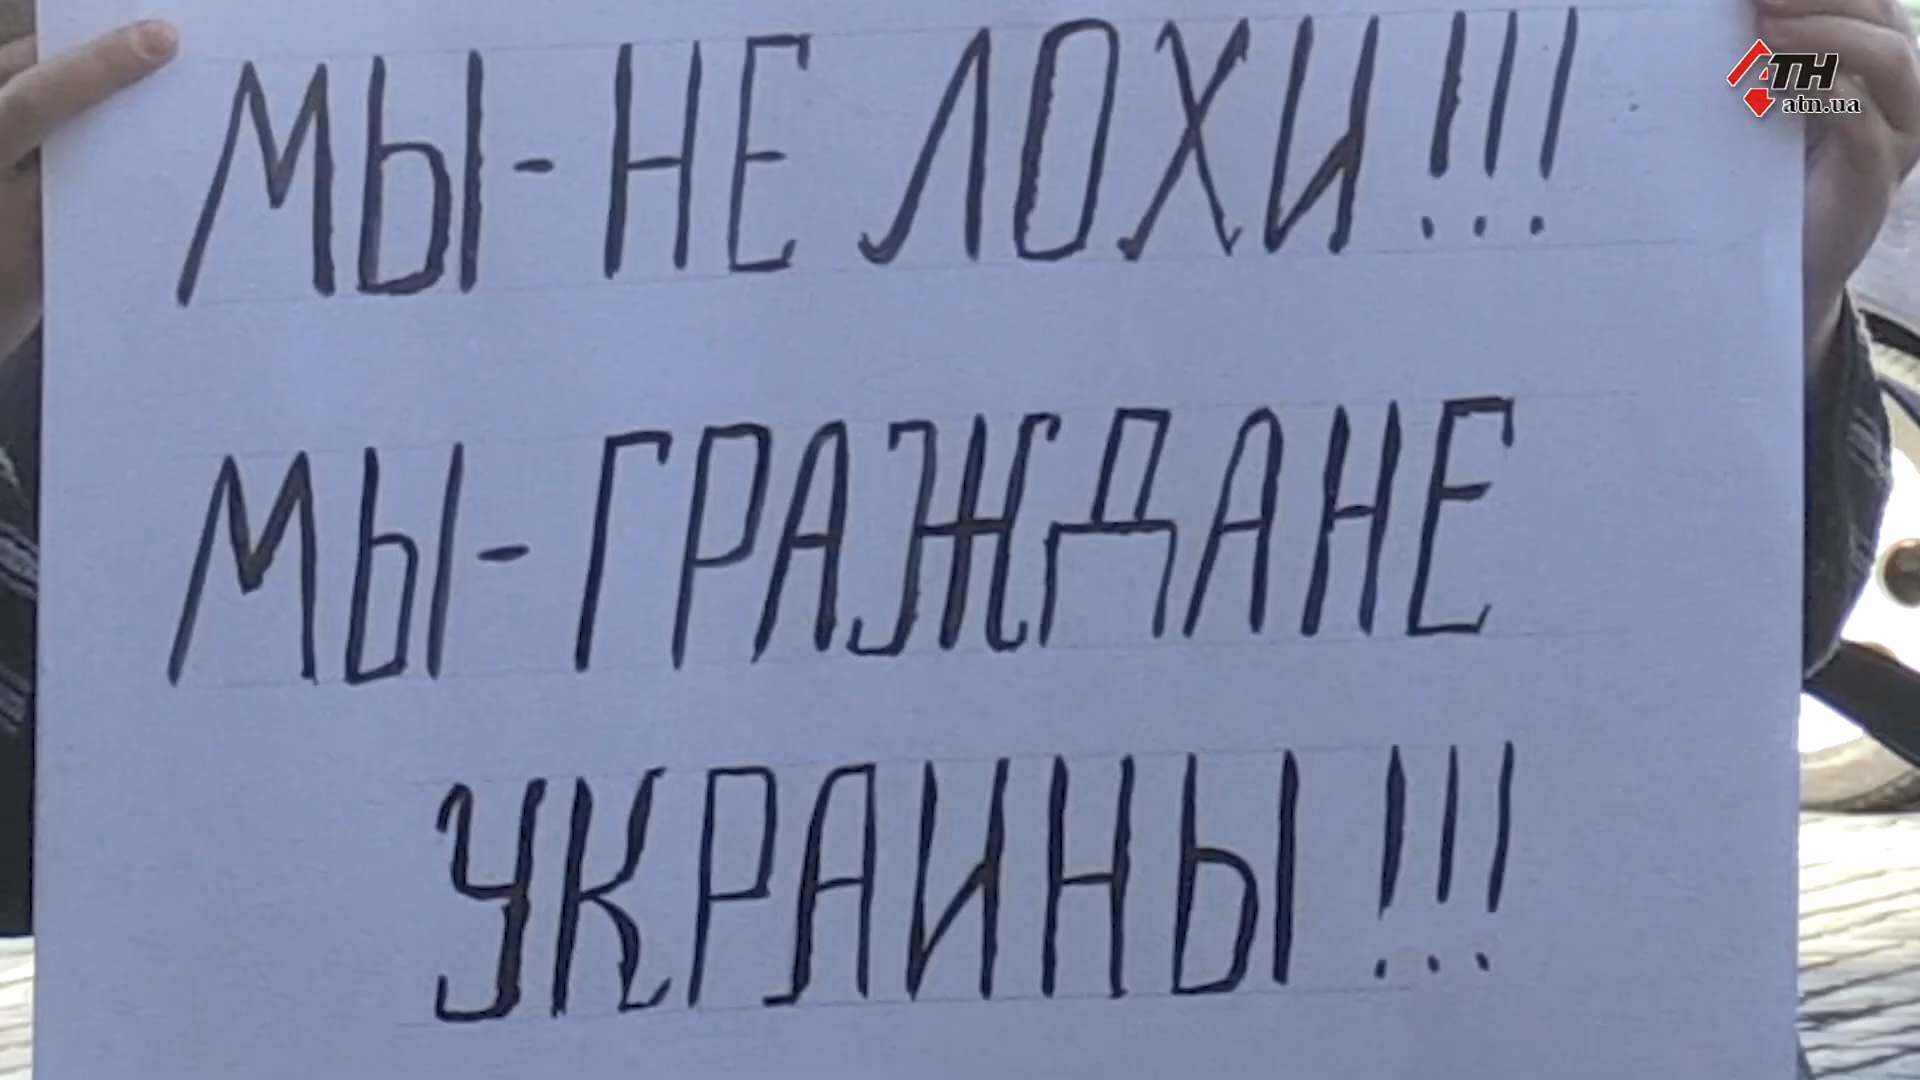 МЫ - НЕ ЛОХИ!!!
МЫ - ГРАЖДАНЕ
УКРАИНЫ!!!
АТН
atn.ua